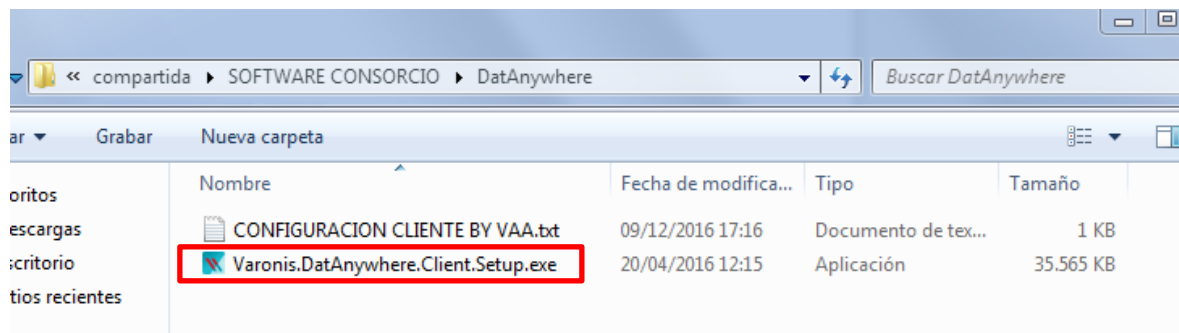 « compartida ▸ SOFTWARE CONSORCIO ▸ DatAnywhere Buscar DatAnywhere
ar Grabar Nueva carpeta
Nombre Fecha de modifica... Tipo Tamaño
oritos
CONFIGURACION CLIENTE BY VAA.txt 09/12/2016 17:16 Documento de tex... 1 KB
escargas
Varonis.DatAnywhere.Client.Setup.exe 20/04/2016 12:15 Aplicación 35.565 KB
scritorio
tios recientes